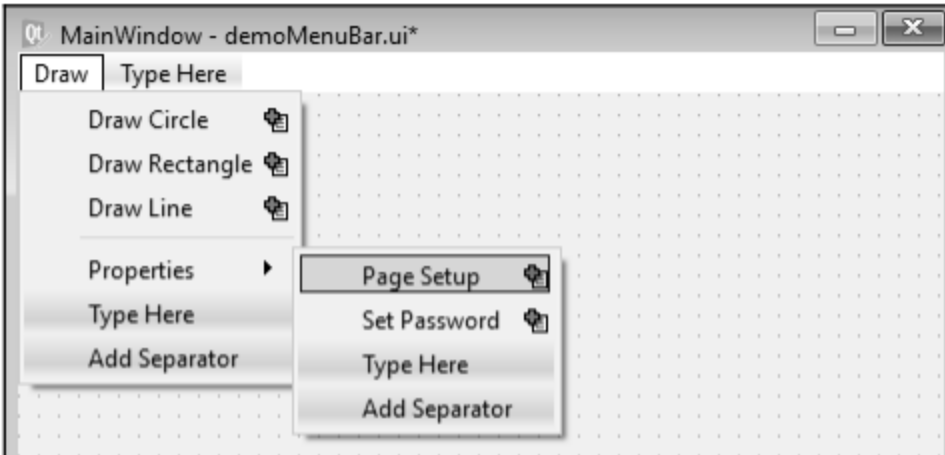 Qt MainWindow - demoMenuBar.ui*
Draw Type Here
Draw Circle
Draw Rectangle
Draw Line
Properties
Type Here
Add Separator
Page Setup
Set Password
Type Here
Add Separator